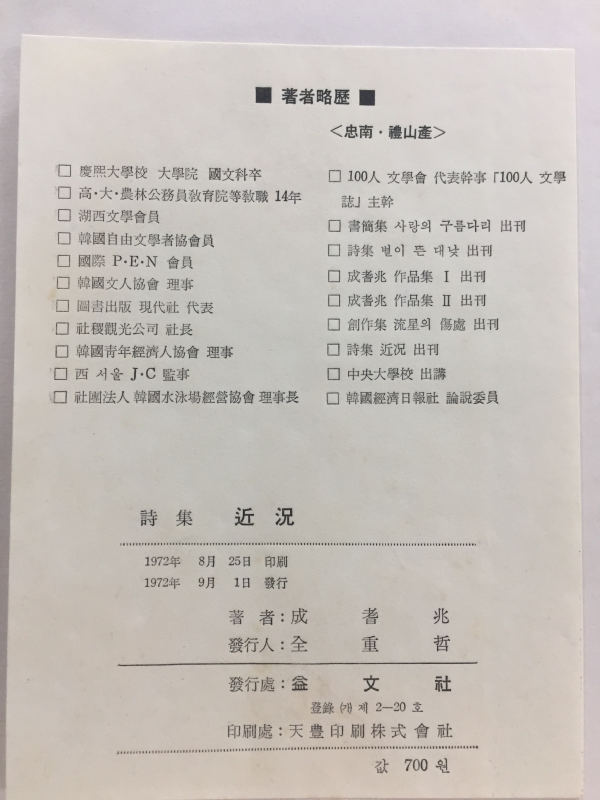 ■ 著者略歷 ■
<忠南・禮山產>
□ 慶熙大學校 大學院 國文科卒
□ 高・大・農林公務員敎育院等敎職 14年
□ 湖西文學會員
□ 韓國自由文學者協會員
□ 國際 P・E・N 會員
□ 韓國文人協會 理事
□ 圖書出版 現代社 代表
□ 社稷觀光公司 社長
□ 韓國靑年經濟人協會 理事
□ 西 서울 J・C 監事
□ 社團法人 韓國水泳場經營協會 理事長
□ 100人 文學會 代表幹事「100人 文學
誌」主幹
□ 書簡集 사랑의 구름다리 出刊
□ 詩集 별이 뜬 대낮 出刊
□ 成耆兆 作品集 Ⅰ 出刊
□ 成耆兆 作品集 Ⅱ 出刊
□ 創作集 流星의 傷處 出刊
□ 詩集 近况 出刊
□ 中央大學校 出講
□ 韓國經濟日報社 論說委員
詩集 近況
1972年 8月 25日 印刷
1972年 9月 1日 發行
著者:成耆兆
發行人:全重哲
發行處:益文社
登錄 (가) 제 2—20 호
印刷處:天豊印刷株式會社
값 700 원